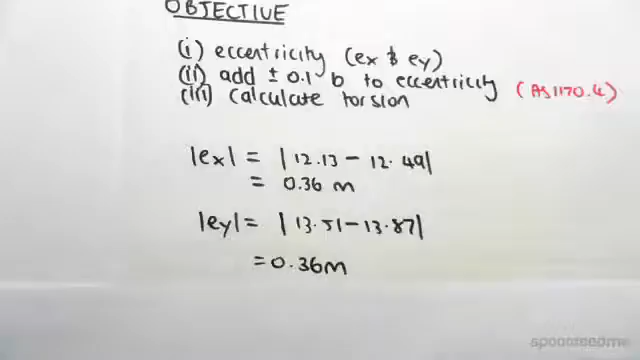 OBJECTIVE
(i) eccentricity (ex & ey)
(ii) add ± 0.1 b to eccentricity (AS1170.4)
(iii) Calculate torsion
|ex| = |12.13 - 12.49|
= 0.36 m
|ey| = |13.51 - 13.87|
= 0.36m
spoonfeedme